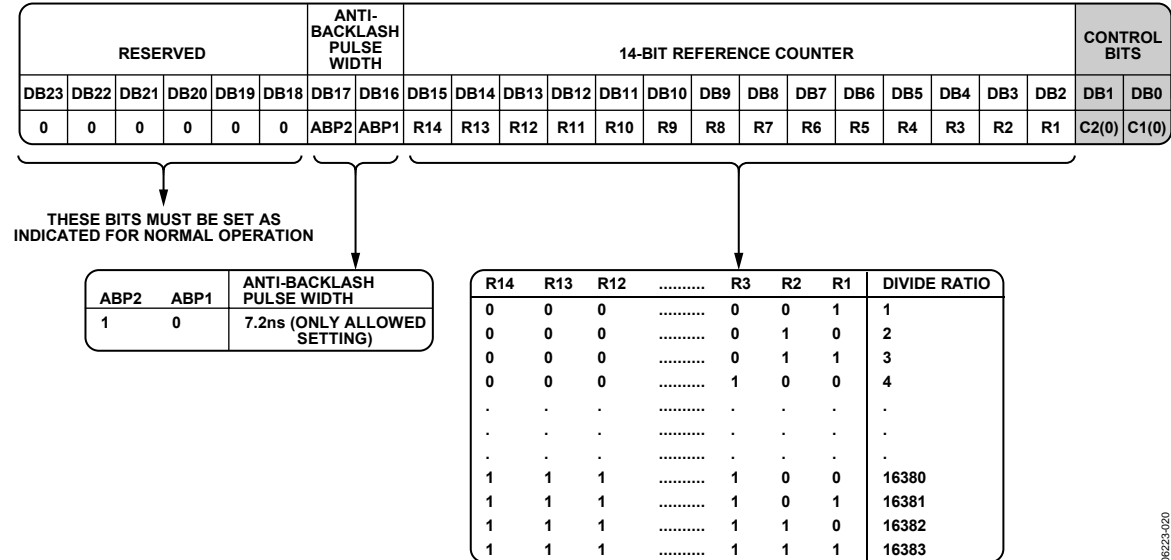 RESERVED
ANTI-
BACKLASH
PULSE
WIDTH
14-BIT REFERENCE COUNTER
CONTROL
BITS
DB23 DB22 DB21 DB20 DB19 DB18 DB17 DB16 DB15 DB14 DB13 DB12 DB11 DB10 DB9 DB8 DB7 DB6 DB5 DB4 DB3 DB2 DB1 DB0
0 0 0 0 0 0 ABP2 ABP1 R14 R13 R12 R11 R10 R9 R8 R7 R6 R5 R4 R3 R2 R1 C2(0) C1(0)
THESE BITS MUST BE SET AS
INDICATED FOR NORMAL OPERATION
ABP2 ABP1 ANTI-BACKLASH
PULSE WIDTH
1 0 7.2ns (ONLY ALLOWED
SETTING)
R14 R13 R12 .......... R3 R2 R1 DIVIDE RATIO
0 0 0 .......... 0 0 1 1
0 0 0 .......... 0 1 0 2
0 0 0 .......... 0 1 1 3
0 0 0 .......... 1 0 0 4
. . . .......... . . . .
. . . .......... . . . .
. . . .......... . . . .
1 1 1 .......... 1 0 0 16380
1 1 1 .......... 1 0 1 16381
1 1 1 .......... 1 1 0 16382
1 1 1 .......... 1 1 1 16383